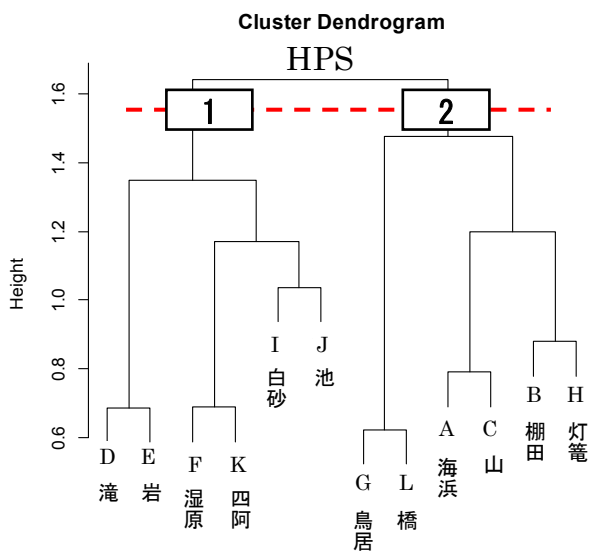 Cluster Dendrogram
HPS
1
2
Height
1.6
1.4
1.2
1.0
0.8
0.6
D
滝
E
岩
F
湿原
K
四阿
I
白砂
J
池
G
鳥居
L
橋
A
海浜
C
山
B
棚田
H
灯篭